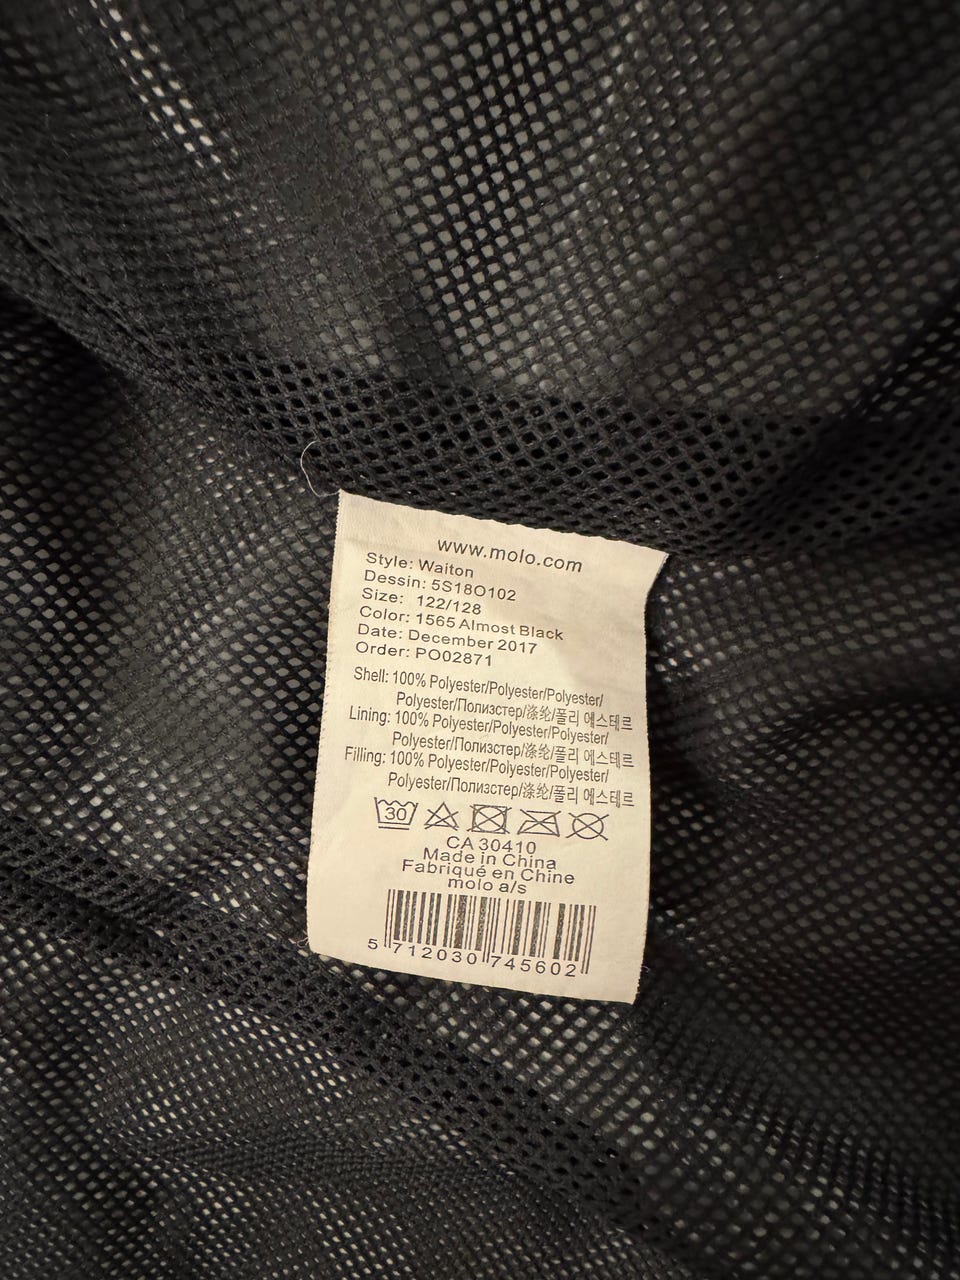 www.molo.com
Style: Waiton
Dessin: 5S18O102
Size: 122/128
Color: 1565 Almost Black
Date: December 2017
Order: PO02871
Shell: 100% Polyester/Polyester/Polyester/
Polyester/Полизстер/涤纶/폴리 에스테르
Lining: 100% Polyester/Polyester/Polyester/
Polyester/Полизстер/涤纶/폴리 에스테르
Filling: 100% Polyester/Polyester/Polyester/
Polyester/Полизстер/涤纶/폴리 에스테르
30
CA 30410
Made in China
Fabriqué en Chine
molo a/s
5 712030 745602